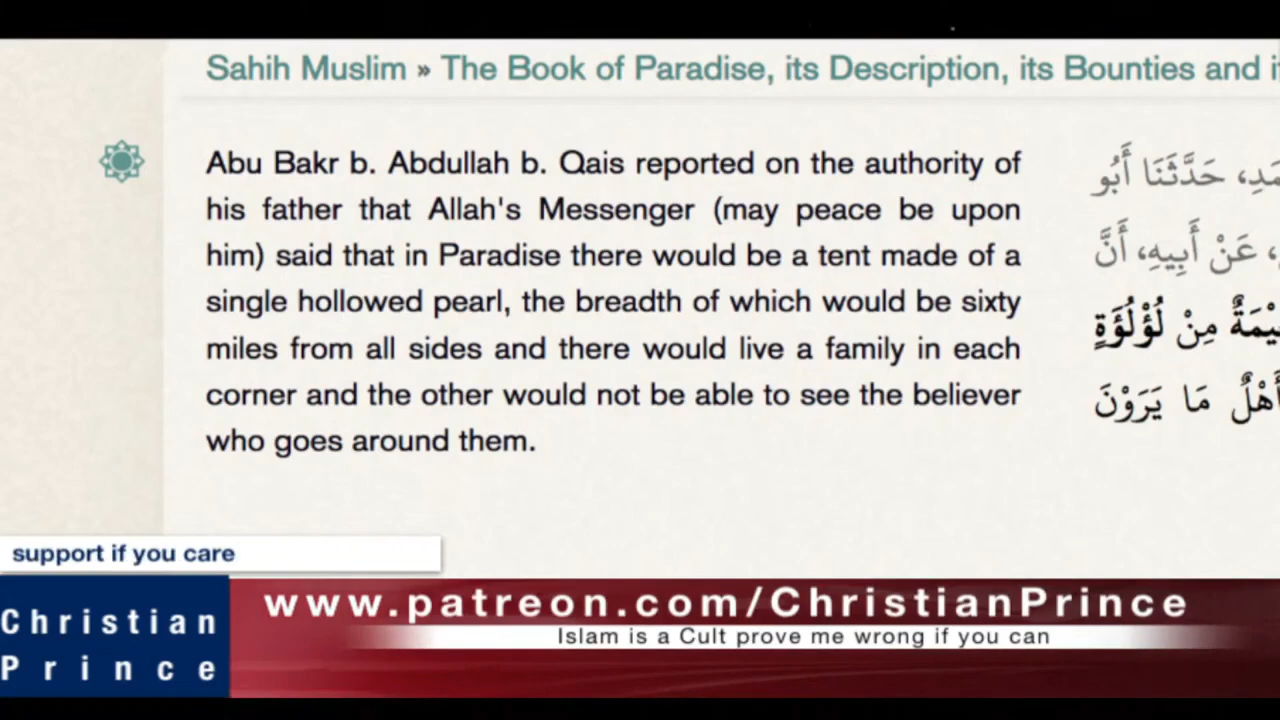 Sahih Muslim » The Book of Paradise, its Description, its Bounties and
Abu Bakr b. Abdullah b. Qais reported on the authority of
his father that Allah's Messenger (may peace be upon
him) said that in Paradise there would be a tent made of a
single hollowed pearl, the breadth of which would be sixty
miles from all sides and there would live a family in each
corner and the other would not be able to see the believer
who goes around them.
حَدَّثَنَا أَبُو
عَنْ أَبِيهِ، أَنَّ
مِنْ لُؤْلُؤَةٍ
مَا يَرَوْنَ
support if you care
Christian
Prince
www.patreon.com/ChristianPrince
Islam is a Cult prove me wrong if you can